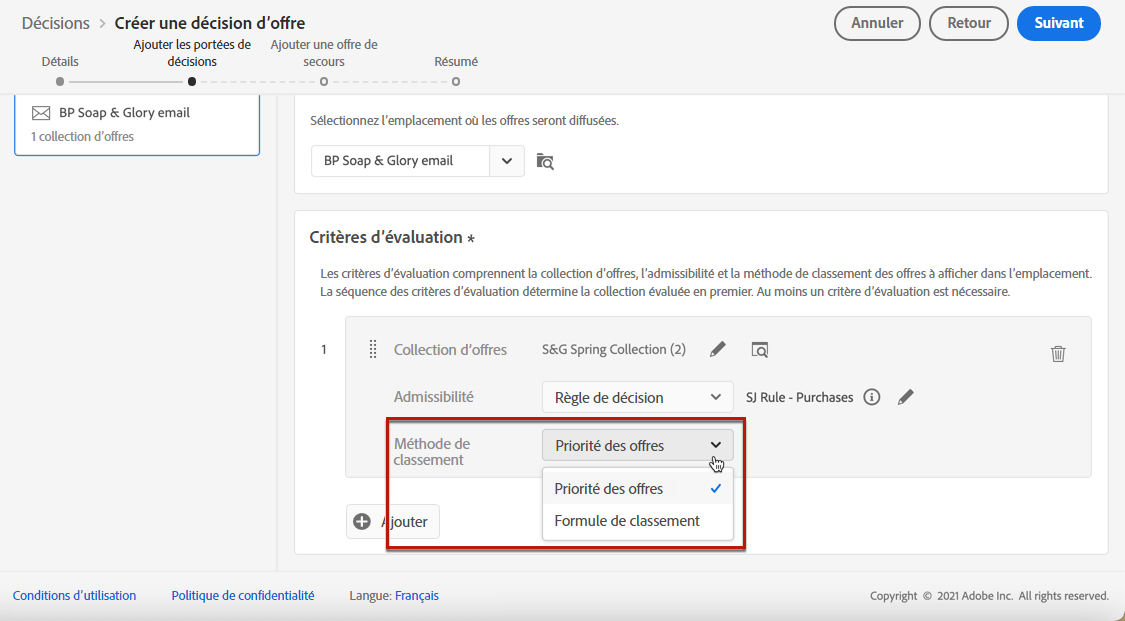 Décisions > Créer une décision d’offre
Annuler
Retour
Suivant
Détails
Ajouter les portées de
décisions
Ajouter une offre de
secours
Résumé
BP Soap & Glory email
1 collection d’offres
Sélectionnez l’emplacement où les offres seront diffusées.
BP Soap & Glory email
Critères d’évaluation *
Les critères d’évaluation comprennent la collection d’offres, l’admissibilité et la méthode de classement des offres à afficher dans l’emplacement.
La séquence des critères d’évaluation détermine la collection évaluée en premier. Au moins un critère d’évaluation est nécessaire.
1
Collection d’offres
S&G Spring Collection (2)
Admissibilité
Règle de décision
SJ Rule - Purchases
Méthode de
classement
Priorité des offres
Priorité des offres
Formule de classement
Ajouter
Conditions d’utilisation
Politique de confidentialité
Langue: Français
Copyright © 2021 Adobe Inc. All rights reserved.